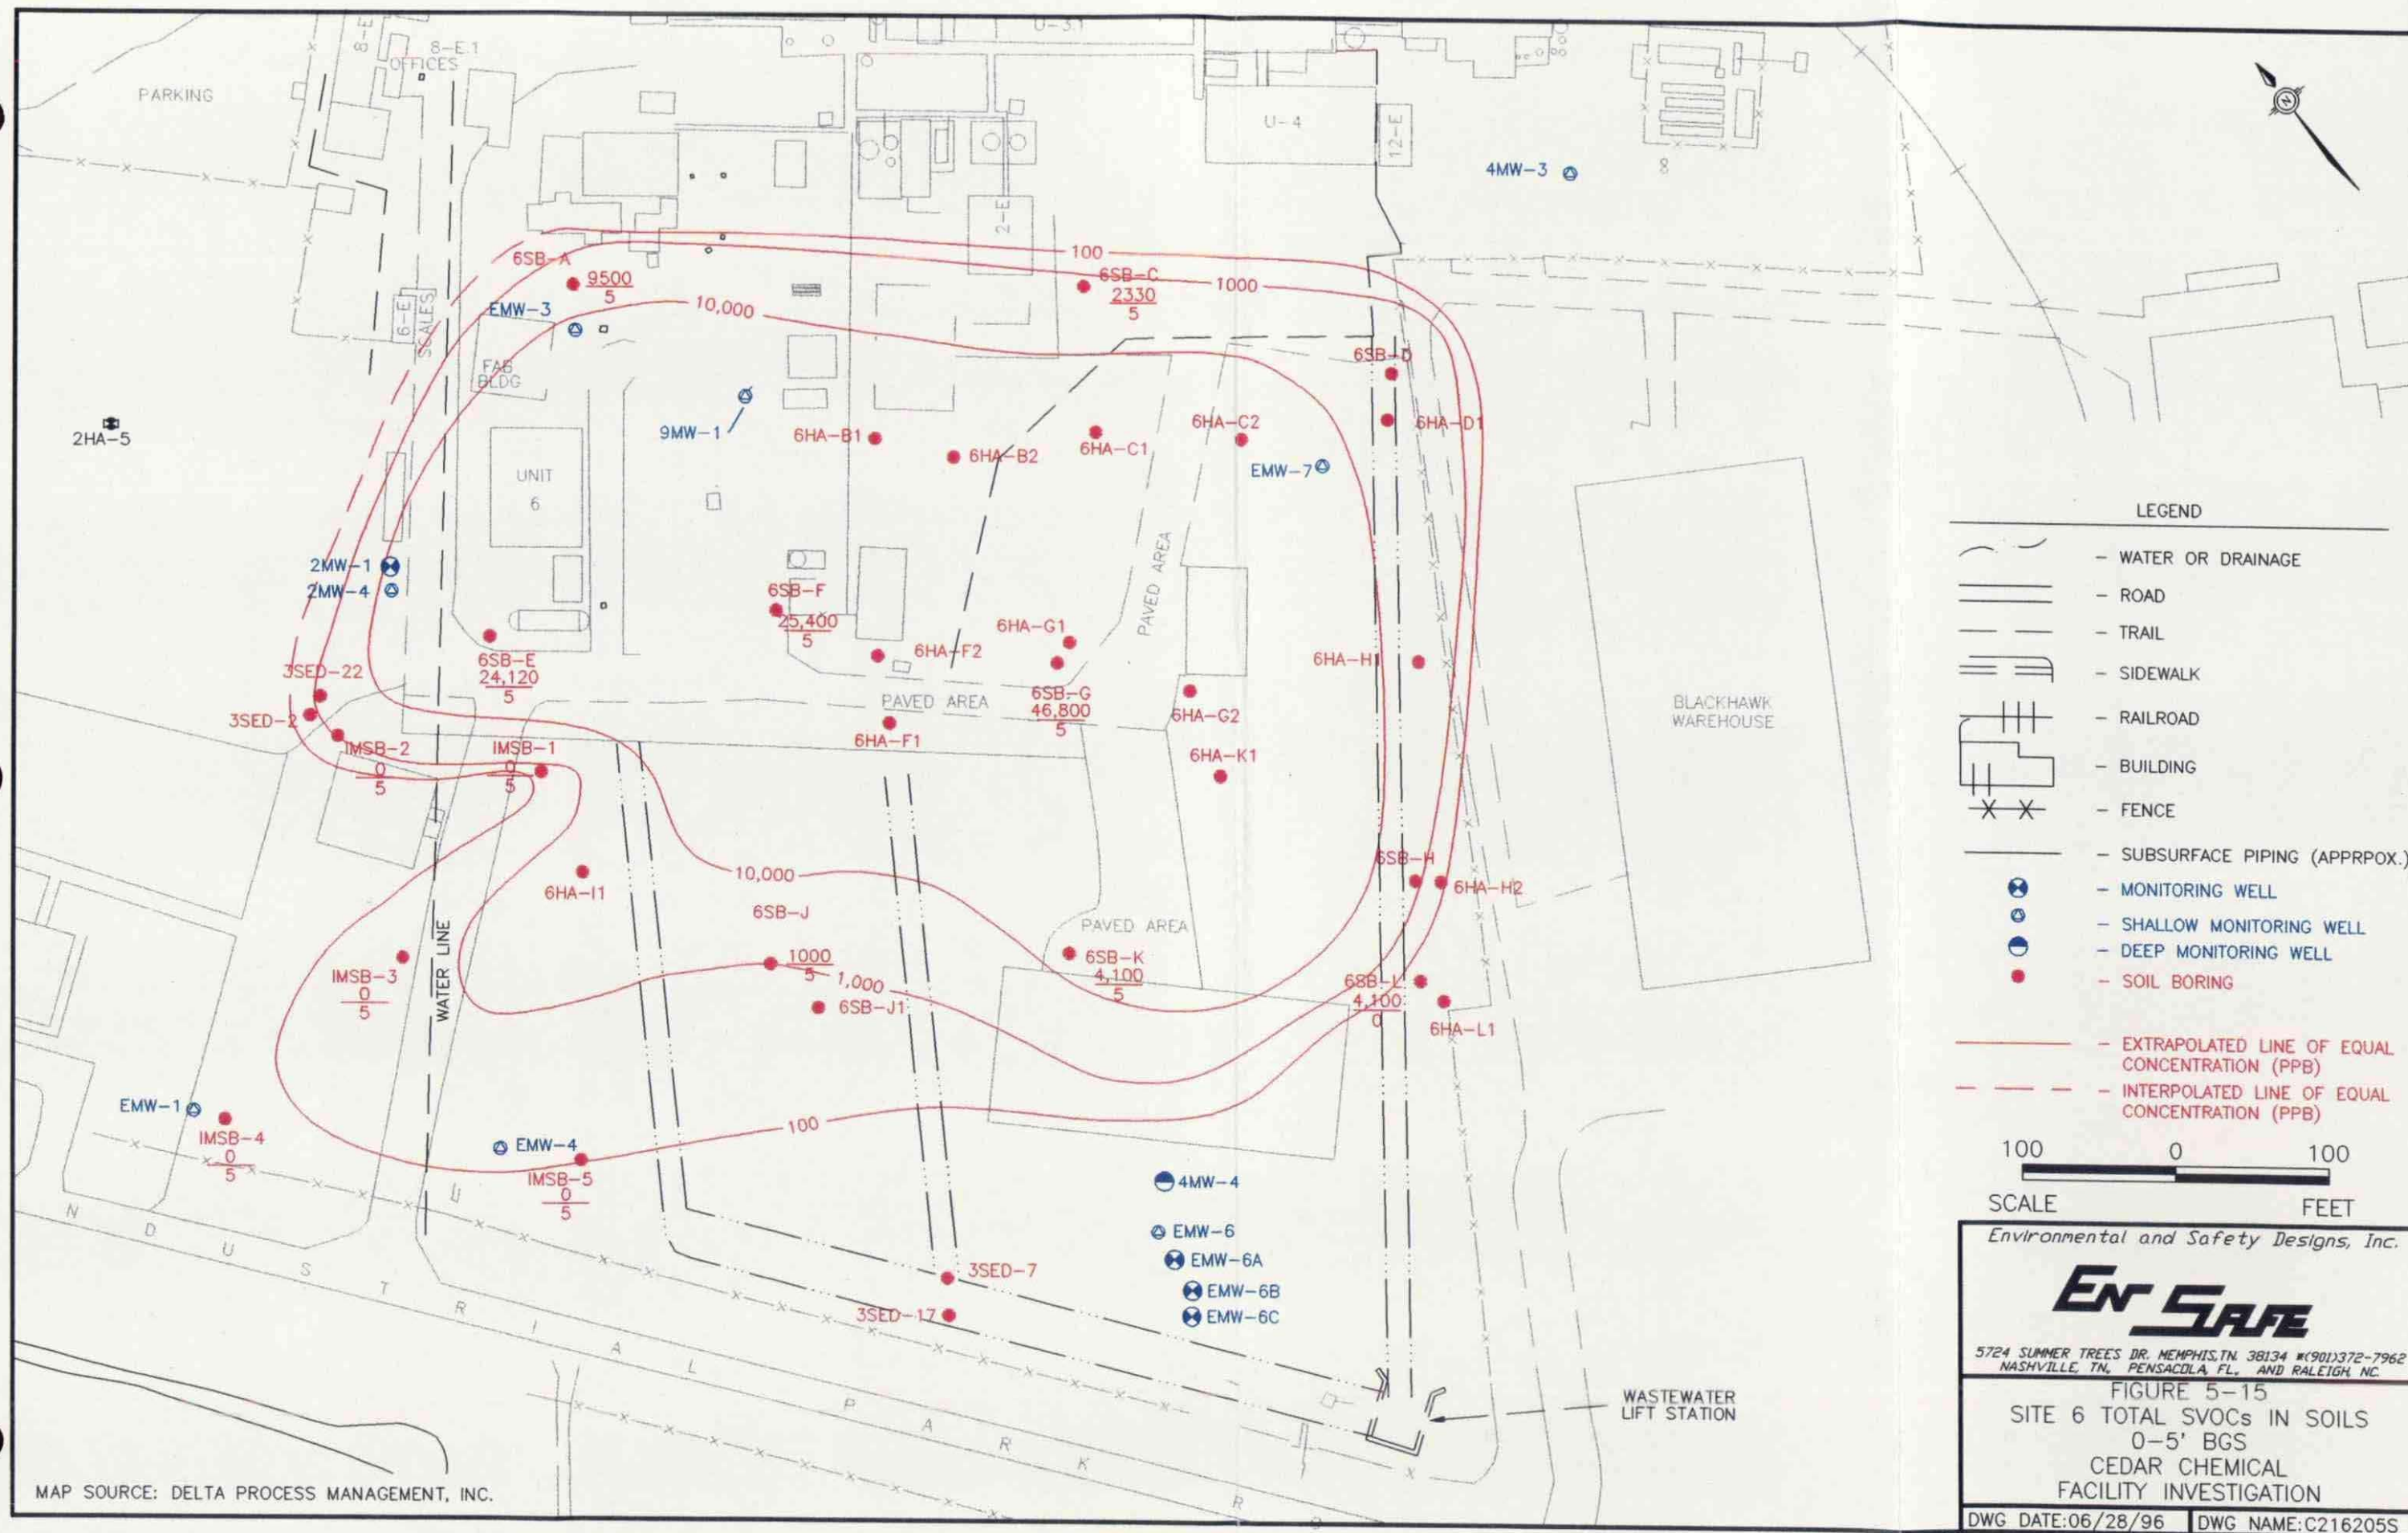 8-E
8-E.1
OFFICES
PARKING
U-3.1
U-4
12-E
8
4MW-3
2-E
6SB-A
9500
5
EMW-3
10,000
100
6SB-C
2330
5
1000
6-E
SCALES
FAB
BLDG
6SB-D
6HA-D1
2HA-5
9MW-1
6HA-B1
6HA-B2
6HA-C1
6HA-C2
EMW-7
UNIT
6
2MW-1
2MW-4
6SB-F
25,400
5
PAVED AREA
6HA-G1
6HA-F2
6HA-H1
6SB-E
24,120
5
3SED-22
3SED-2
PAVED AREA
6SB-G
46,800
5
6HA-G2
6HA-F1
BLACKHAWK
WAREHOUSE
IMSB-2
0
5
IMSB-1
0
5
6HA-K1
10,000
6HA-I1
6SB-J
6SB-H
6HA-H2
PAVED AREA
WATER LINE
1000
5
1,000
6SB-K
4,100
5
IMSB-3
0
5
6SB-J1
6SB-L
4,100
0
6HA-L1
EMW-1
IMSB-4
0
5
EMW-4
IMSB-5
0
5
100
4MW-4
EMW-6
EMW-6A
EMW-6B
EMW-6C
3SED-7
3SED-17
WASTEWATER
LIFT STATION
N D U S T R I A L P A R K R D
MAP SOURCE: DELTA PROCESS MANAGEMENT, INC.
N
LEGEND
- WATER OR DRAINAGE
- ROAD
- TRAIL
- SIDEWALK
- RAILROAD
- BUILDING
- FENCE
- SUBSURFACE PIPING (APPRPOX.)
- MONITORING WELL
- SHALLOW MONITORING WELL
- DEEP MONITORING WELL
- SOIL BORING
- EXTRAPOLATED LINE OF EQUAL
CONCENTRATION (PPB)
- INTERPOLATED LINE OF EQUAL
CONCENTRATION (PPB)
100 0 100
SCALE FEET
Environmental and Safety Designs, Inc.
EnSafe
5724 SUMMER TREES DR. MEMPHIS,TN. 38134 #(901)372-7962
NASHVILLE, TN, PENSACOLA, FL, AND RALEIGH, NC.
FIGURE 5-15
SITE 6 TOTAL SVOCs IN SOILS
0-5' BGS
CEDAR CHEMICAL
FACILITY INVESTIGATION
DWG DATE:06/28/96 DWG NAME:C216205S